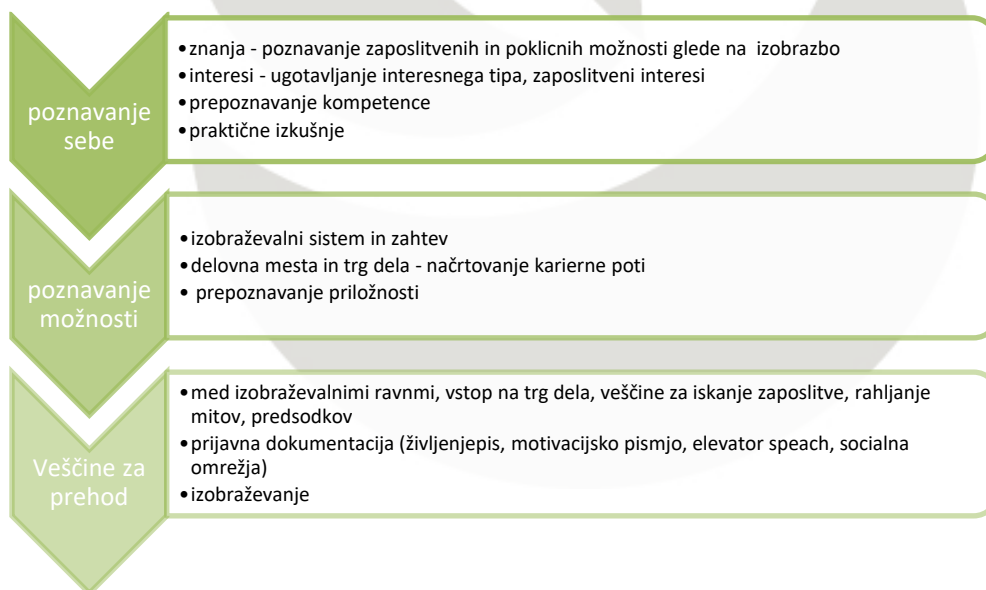 poznavanje
sebe
•znanja - poznavanje zaposlitvenih in poklicnih možnosti glede na  izobrazbo
•interesi - ugotavljanje interesnega tipa, zaposlitveni interesi
•prepoznavanje kompetence
•praktične izkušnje
poznavanje
možnosti
•izobraževalni sistem in zahtev
•delovna mesta in trg dela - načrtovanje karierne poti
• prepoznavanje priložnosti
Veščine za
prehod
•med izobraževalnimi ravnmi, vstop na trg dela, veščine za iskanje zaposlitve, rahljanje
mitov, predsodkov
•prijavna dokumentacija (življenjepis, motivacijsko pismjo, elevator speach, socialna
omrežja)
•izobraževanje